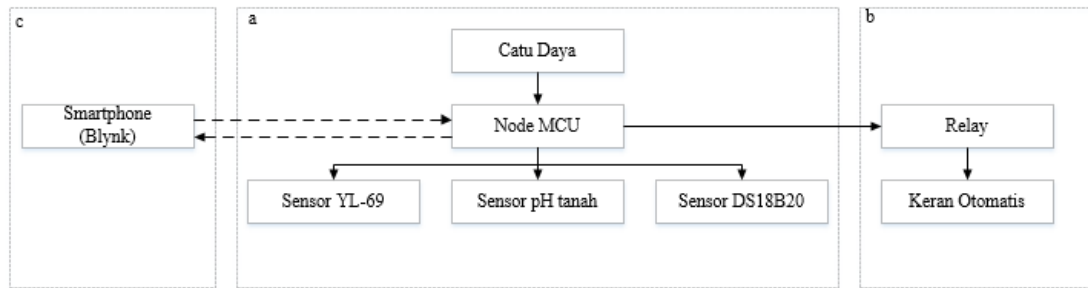 c
a
b
Catu Daya
Smartphone
(Blynk)
Node MCU
Relay
Sensor YL-69
Sensor pH tanah
Sensor DS18B20
Keran Otomatis